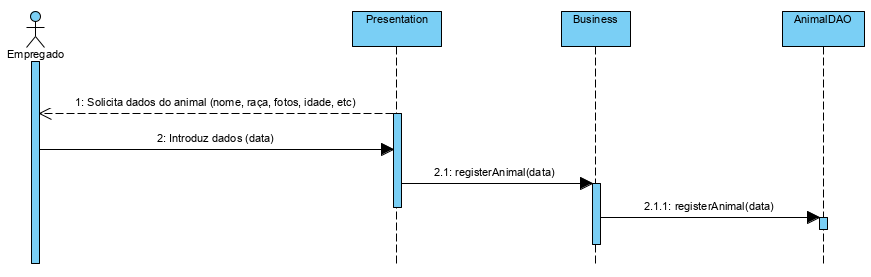 Presentation
Business
AnimalDAO
Empregado
1: Solicita dados do animal (nome, raça, fotos, idade, etc)
2: Introduz dados (data)
2.1: registerAnimal(data)
2.1.1: registerAnimal(data)